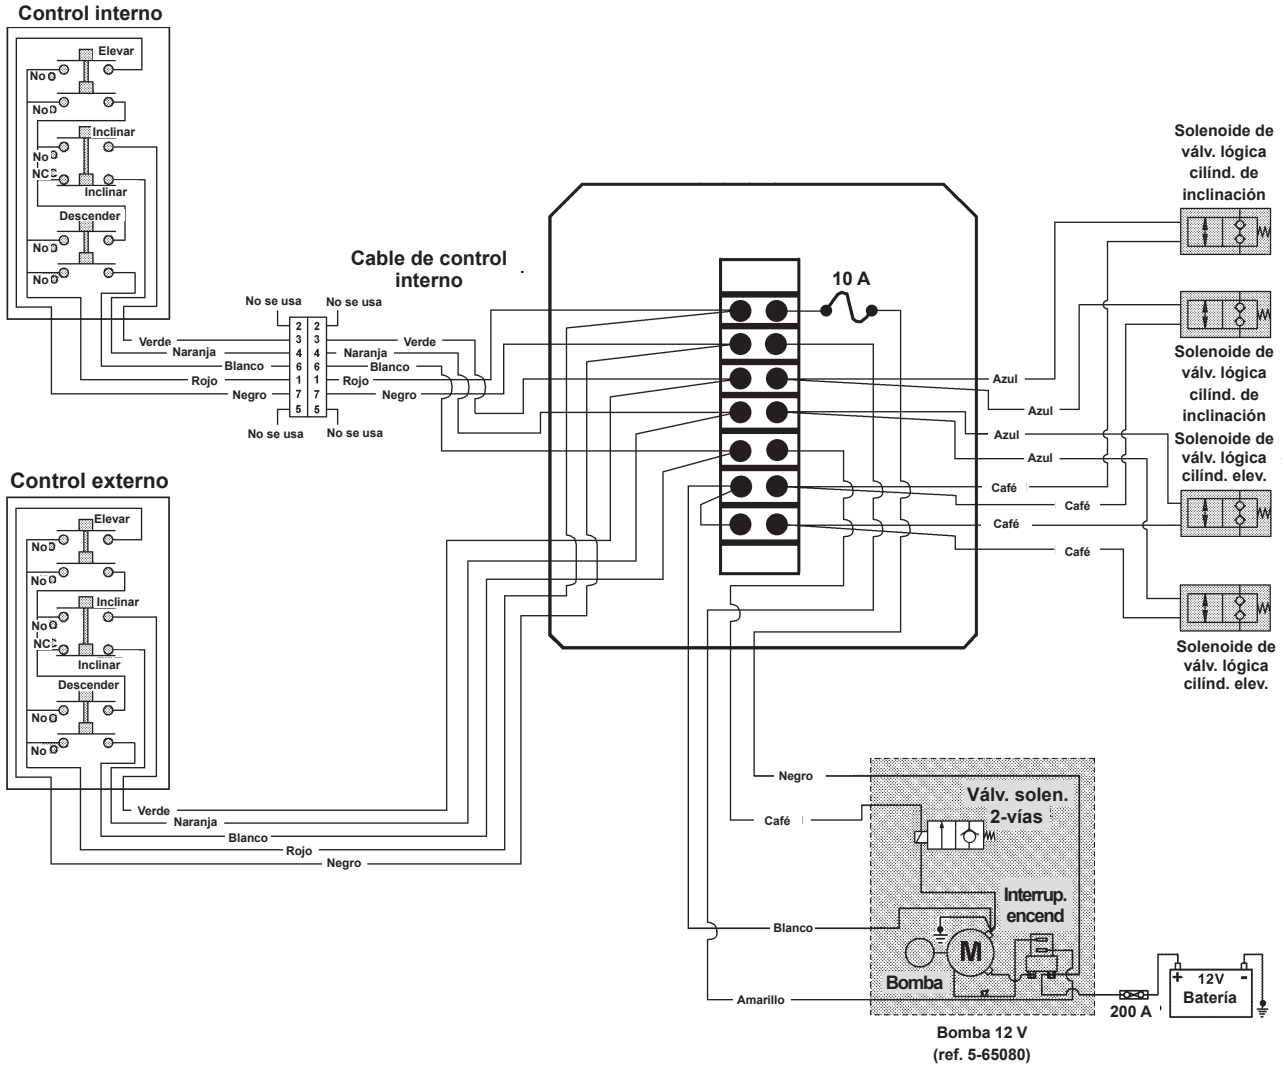 Control interno
Elevar
No
No
Inclinar
No
NC
Inclinar
Descender
No
No
Cable de control
interno
No se usa
No se usa
2 2
Verde 3 3 Verde
Naranja 4 4 Naranja
Blanco 6 6 Blanco
Rojo 1 1 Rojo
Negro 7 7 Negro
5 5
No se usa
No se usa
10 A
Solenoide de
válv. lógica
cilínd. de
inclinación
Solenoide de
válv. lógica
cilínd. de
inclinación
Solenoide de
válv. lógica
cilínd. elev.
Solenoide de
válv. lógica
cilínd. elev.
Azul
Azul
Azul
Azul
Café
Café
Café
Café
Control externo
Elevar
No
No
Inclinar
No
NC
Inclinar
Descender
No
No
Verde
Naranja
Blanco
Rojo
Negro
Negro
Café
Blanco
Amarillo
Válv. solen.
2-vías
Interrup.
encend
M
Bomba
Bomba 12 V
(ref. 5-65080)
200 A
+ 12V -
Batería